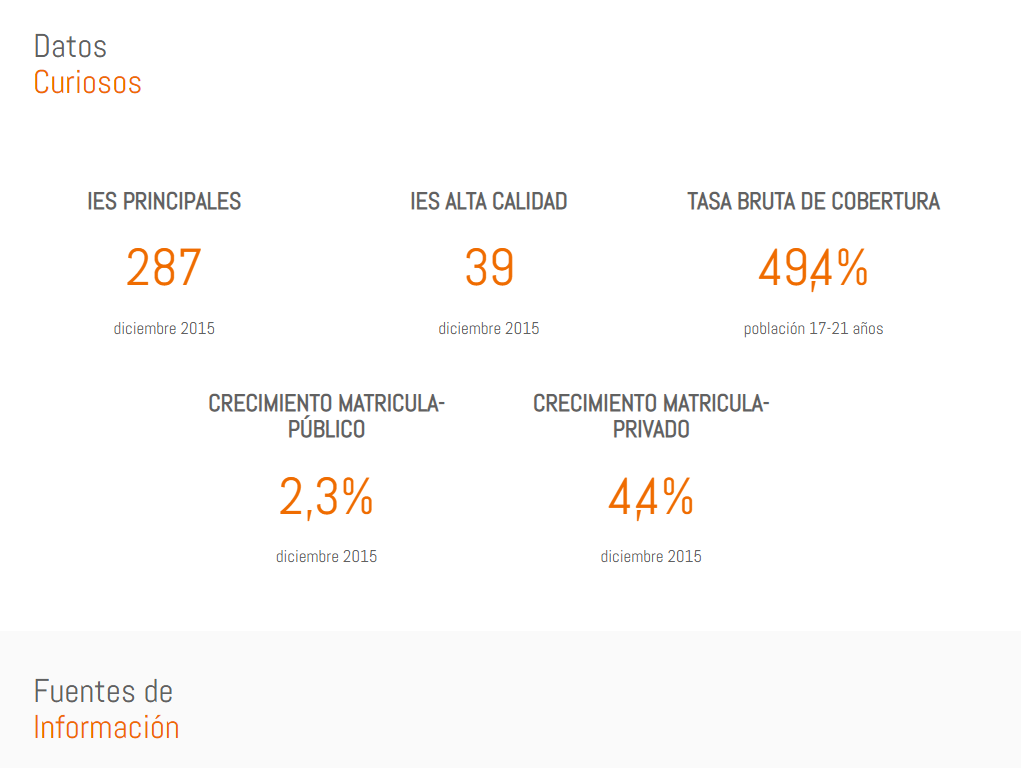 Datos
Curiosos
IES PRINCIPALES
287
diciembre 2015
IES ALTA CALIDAD
39
diciembre 2015
TASA BRUTA DE COBERTURA
49,4%
población 17-21 años
CRECIMIENTO MATRICULA-
PÚBLICO
2,3%
diciembre 2015
CRECIMIENTO MATRICULA-
PRIVADO
4,4%
diciembre 2015
Fuentes de
Información